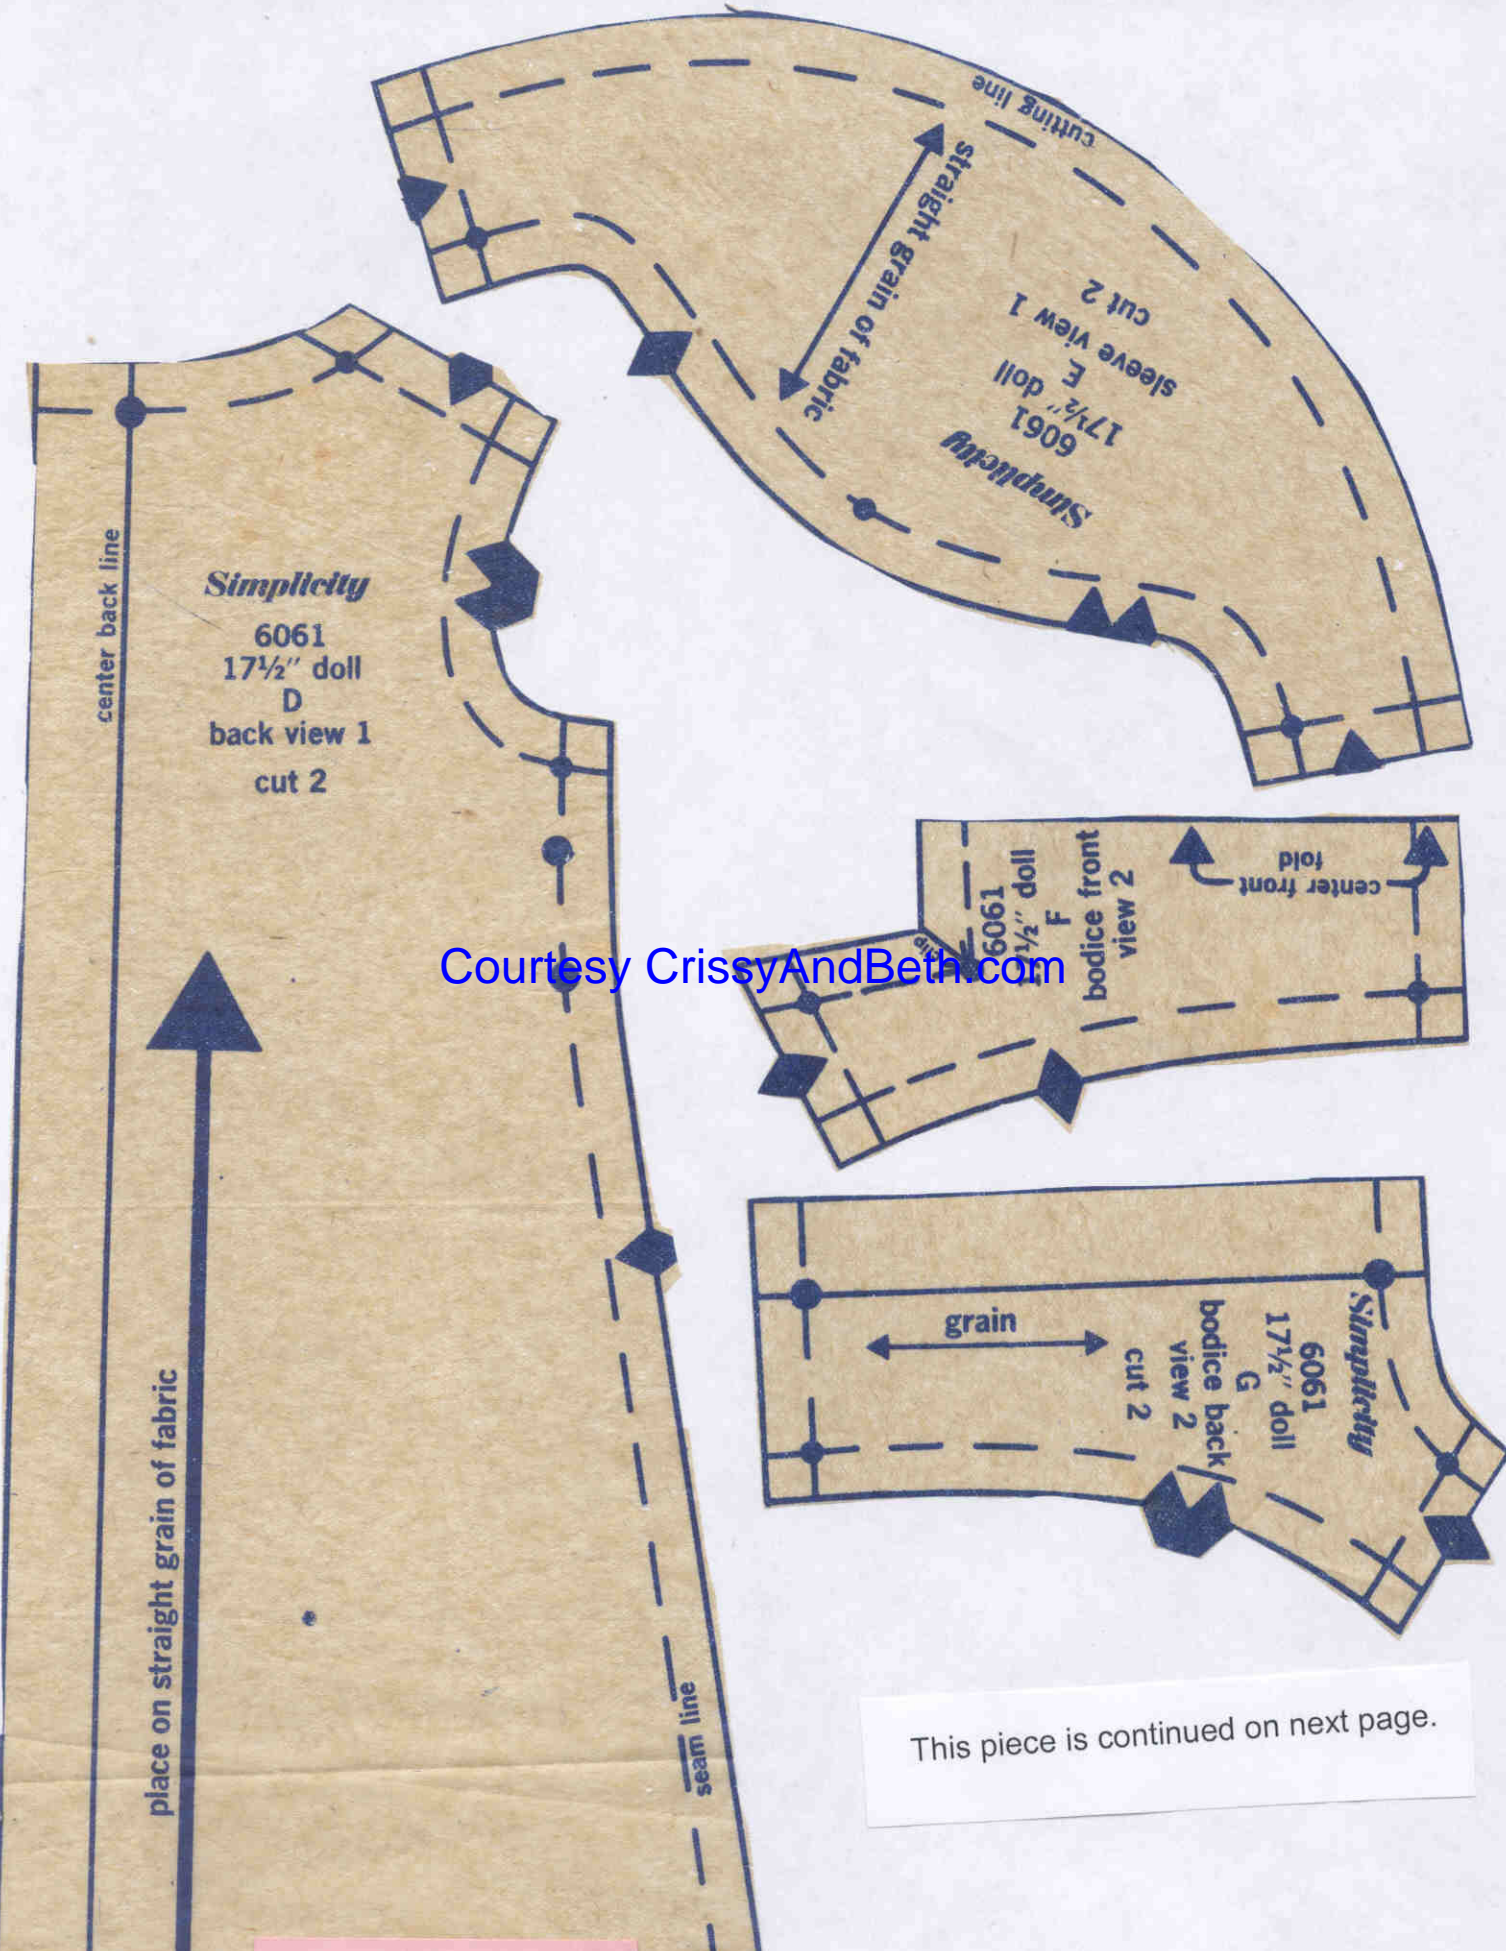 cutting line
straight grain of fabric
Simplicity
6061
17½" doll
E
sleeve view 1
cut 2
center back line
Simplicity
6061
17½" doll
D
back view 1
cut 2
place on straight grain of fabric
seam line
Courtesy CrissyAndBeth.com
clip
6061
17½" doll
F
bodice front
view 2
center front
fold
Simplicity
6061
17½" doll
G
bodice back
view 2
cut 2
grain
This piece is continued on next page.